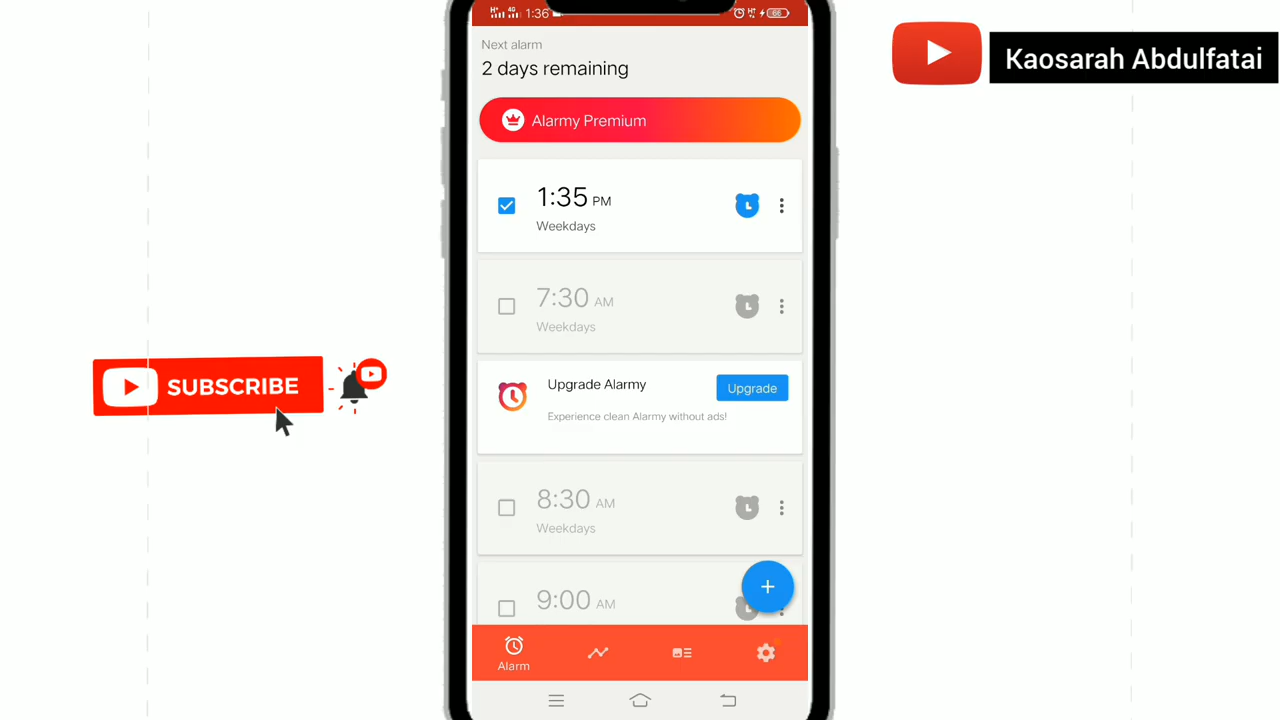 1:36
66
Kaosarah Abdulfatai
Next alarm
2 days remaining
Alarmy Premium
1:35 PM
Weekdays
7:30 AM
Weekdays
Upgrade Alarmy
Upgrade
Experience clean Alarmy without ads!
SUBSCRIBE
8:30 AM
Weekdays
9:00 AM
Alarm